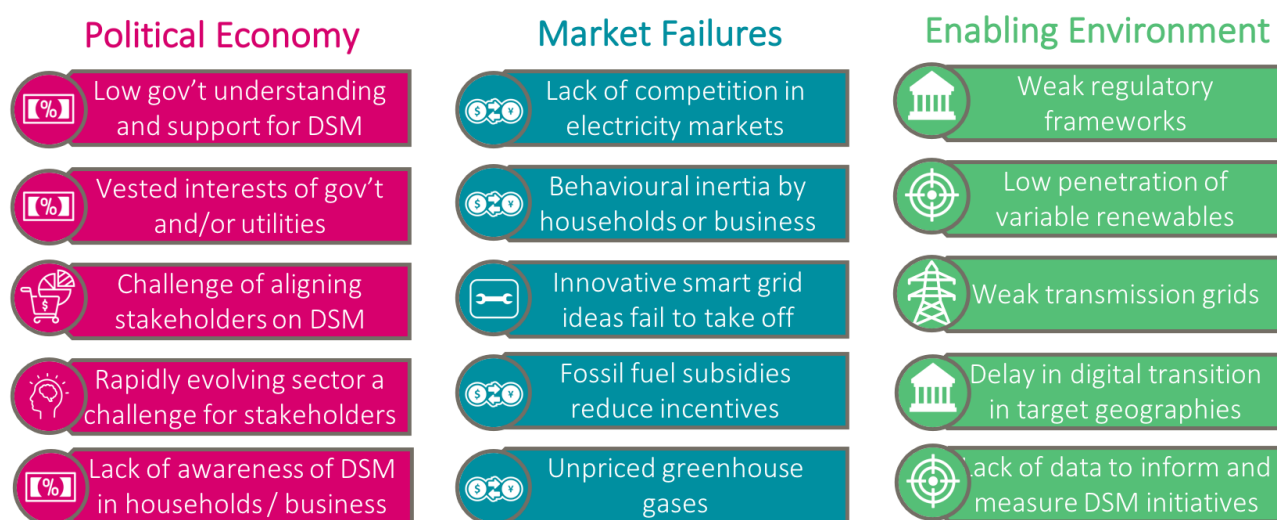 Political Economy
Low gov't understanding
and support for DSM
Vested interests of gov't
and/or utilities
Challenge of aligning
stakeholders on DSM
Rapidly evolving sector a
challenge for stakeholders
Lack of awareness of DSM
in households / business
Market Failures
Lack of competition in
electricity markets
Behavioural inertia by
households or business
Innovative smart grid
ideas fail to take off
Fossil fuel subsidies
reduce incentives
Unpriced greenhouse
gases
Enabling Environment
Weak regulatory
frameworks
Low penetration of
variable renewables
Weak transmission grids
Delay in digital transition
in target geographies
Lack of data to inform and
measure DSM initiatives